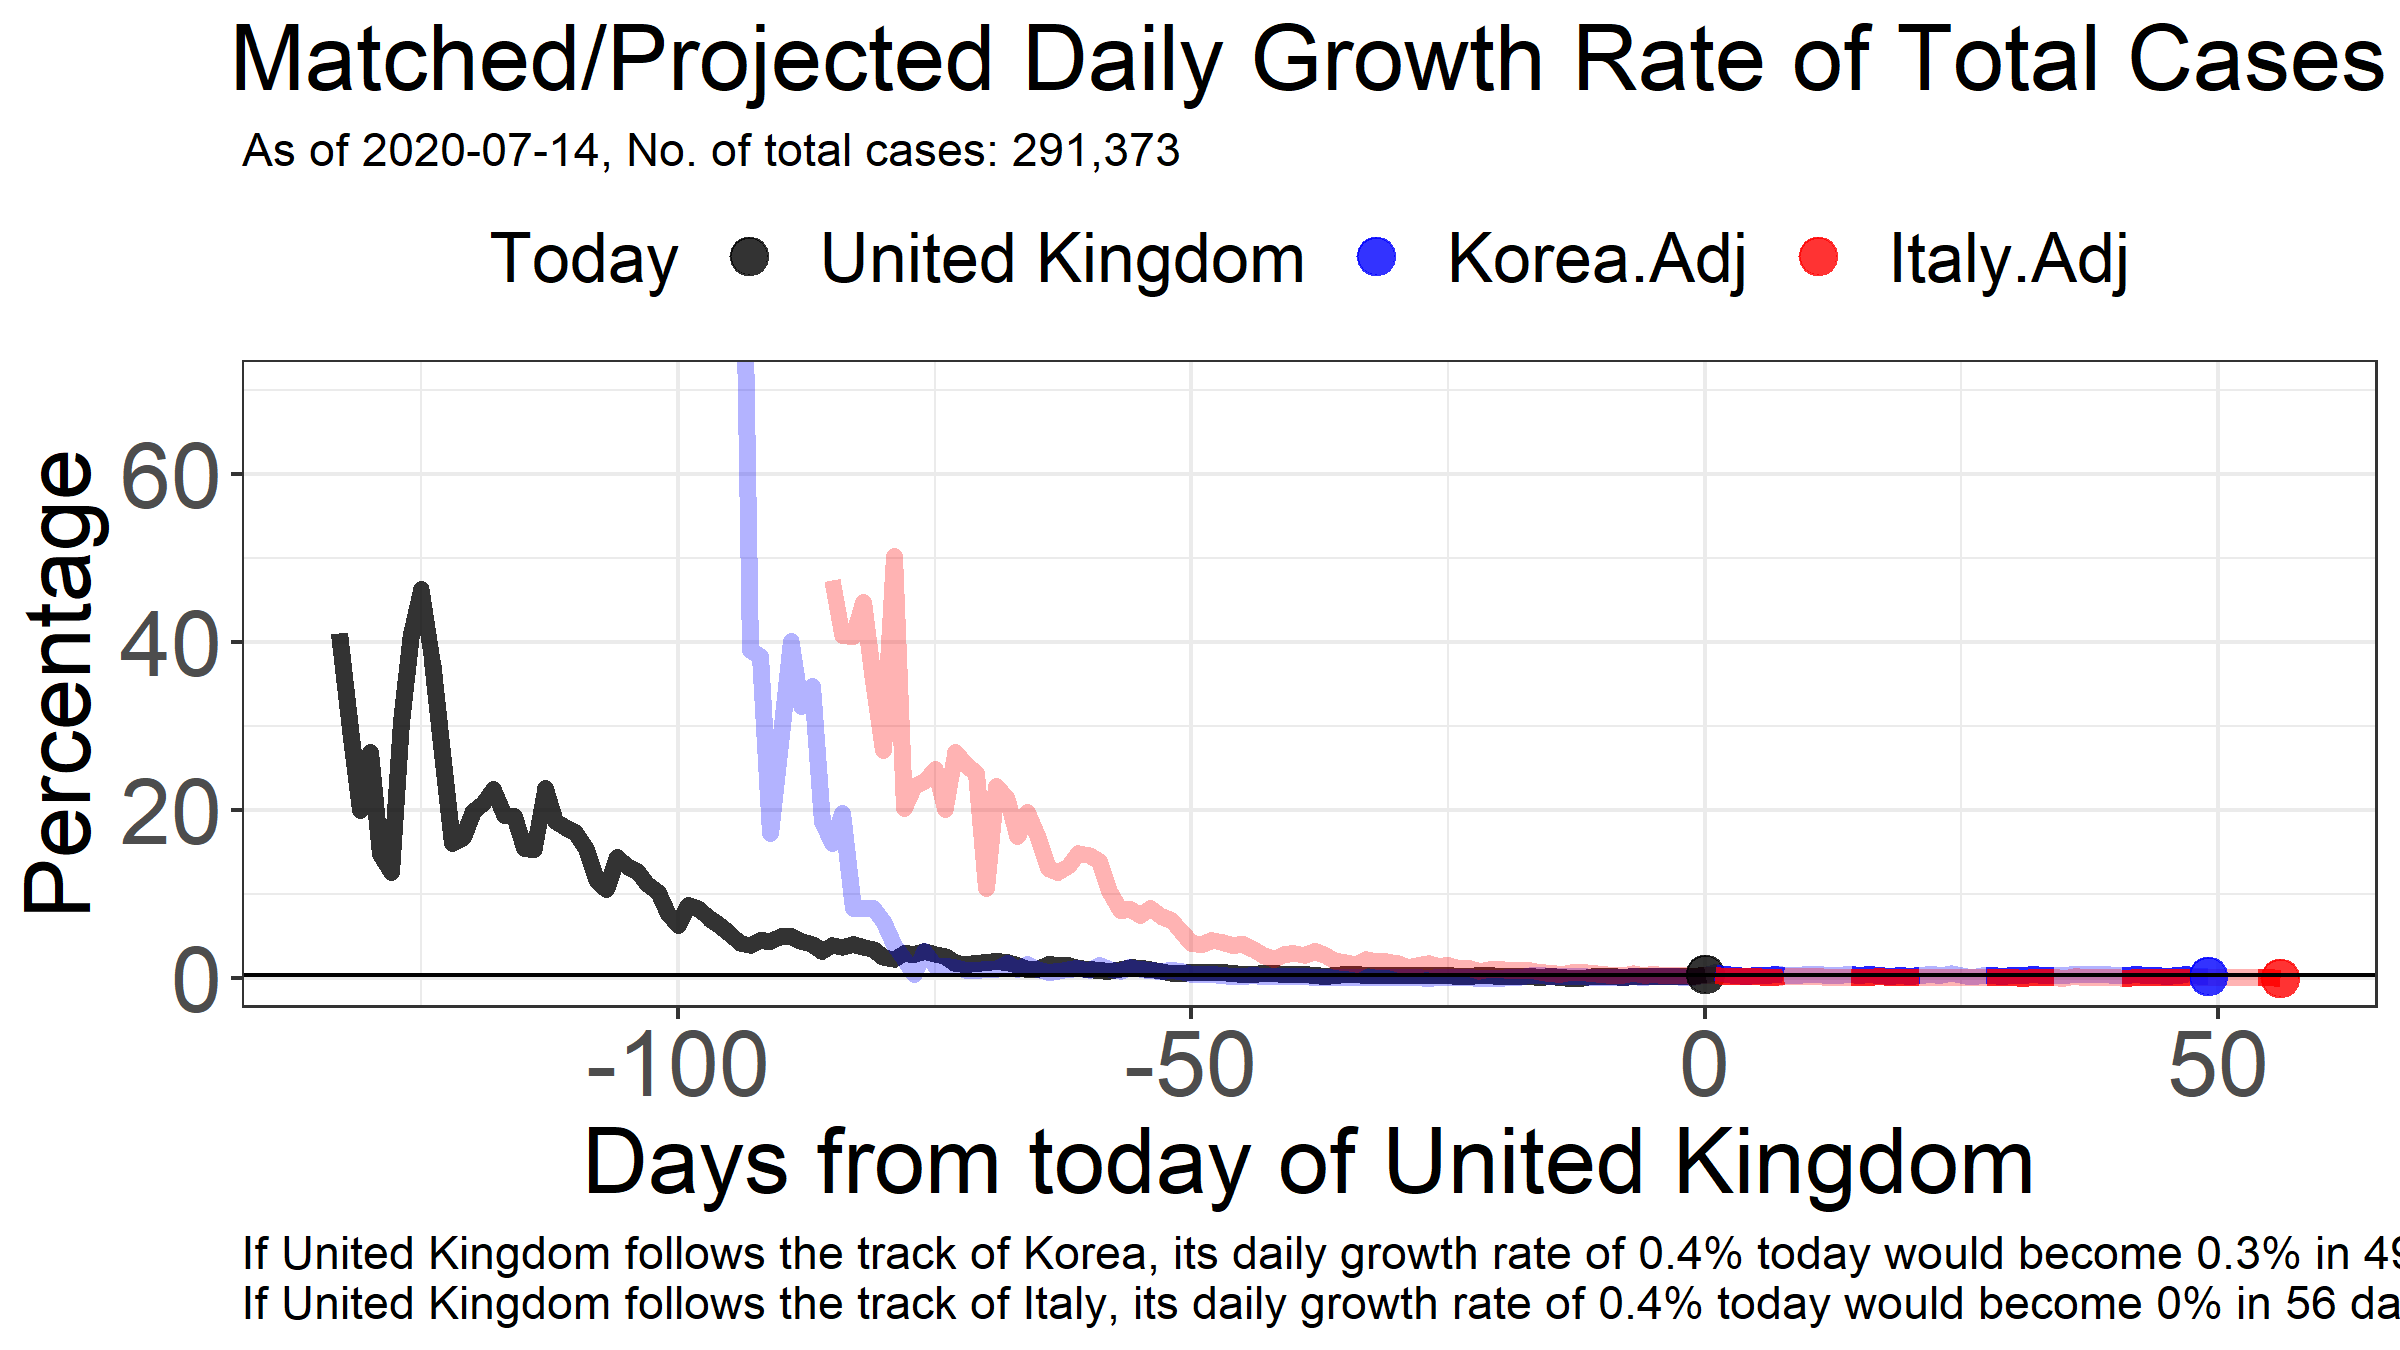 Matched/Projected Daily Growth Rate of Total Cases
As of 2020-07-14, No. of total cases: 291,373
Today United Kingdom Korea.Adj Italy.Adj
Percentage
60
40
20
0
-100 -50 0 50
Days from today of United Kingdom
If United Kingdom follows the track of Korea, its daily growth rate of 0.4% today would become 0.3% in 49
If United Kingdom follows the track of Italy, its daily growth rate of 0.4% today would become 0% in 56 da